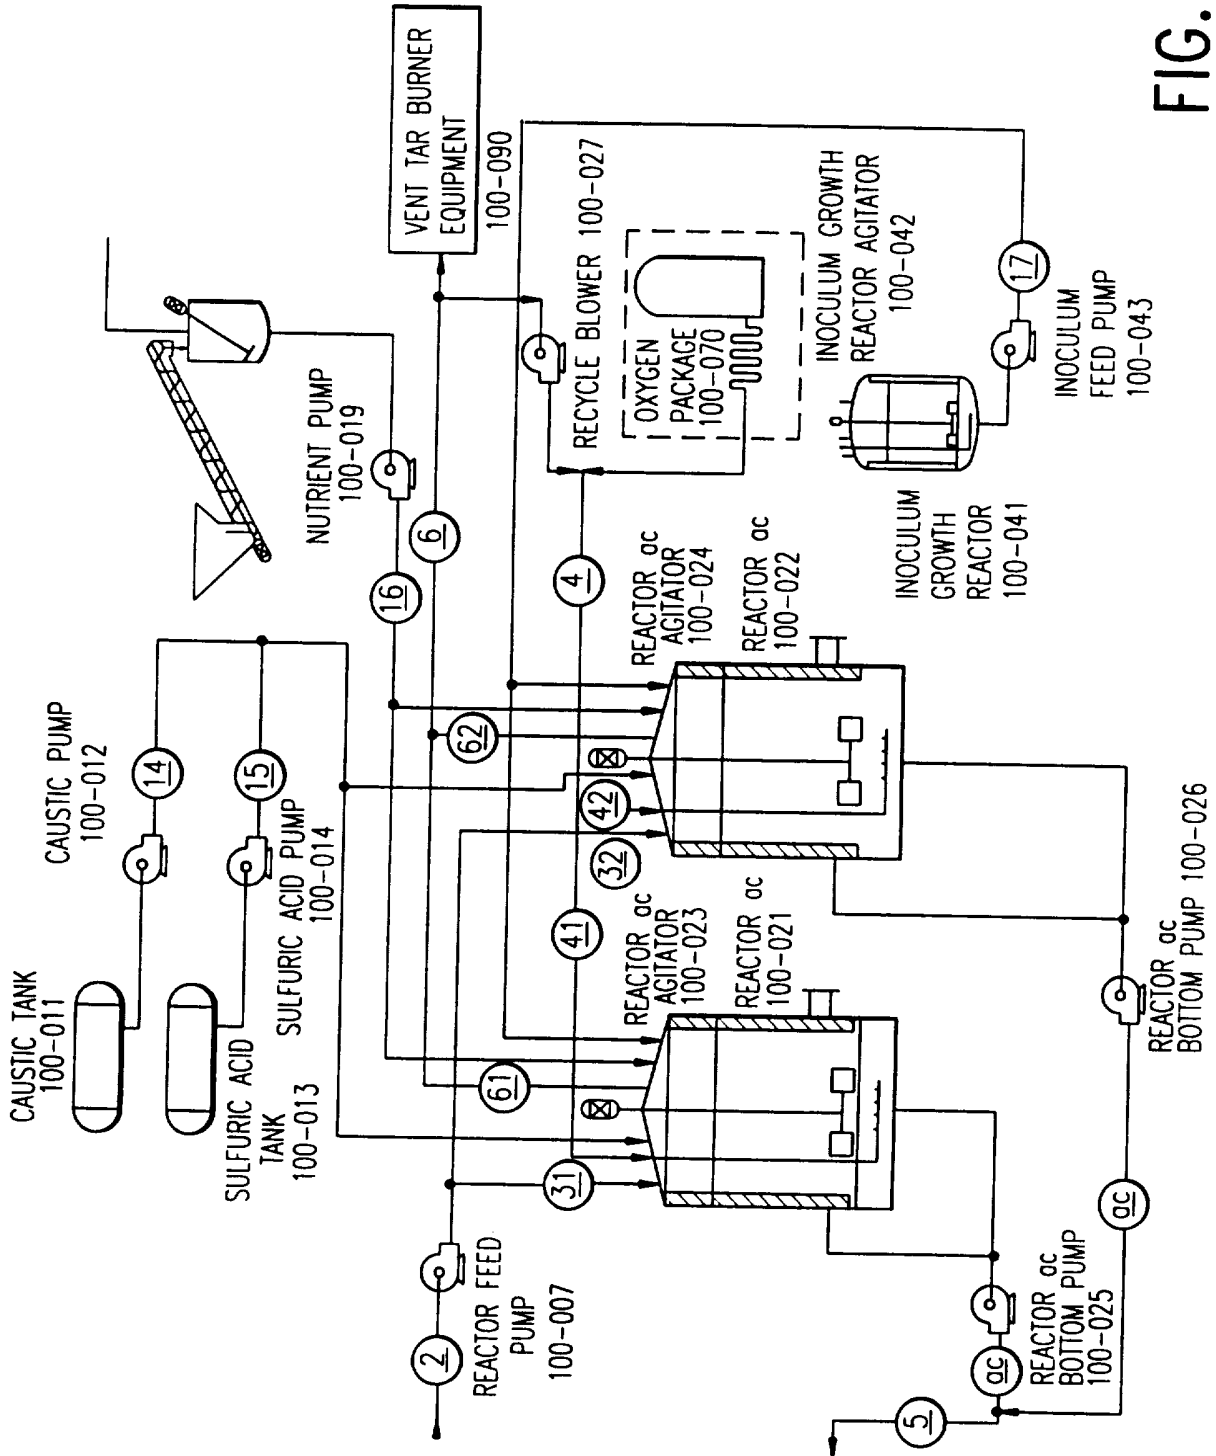 CAUSTIC TANK
100-011
CAUSTIC PUMP
100-012
14
SULFURIC ACID
TANK
100-013
SULFURIC ACID PUMP
100-014
15
NUTRIENT PUMP
100-019
16
VENT TAR BURNER
EQUIPMENT
100-090
6
2
REACTOR FEED
PUMP
100-007
31
61
41
REACTOR ac
AGITATOR
100-023
REACTOR ac
100-021
32
42
62
4
REACTOR ac
AGITATOR
100-024
REACTOR ac
100-022
RECYCLE BLOWER 100-027
OXYGEN
PACKAGE
100-070
INOCULUM GROWTH
REACTOR AGITATOR
100-042
INOCULUM
GROWTH
REACTOR
100-041
17
INOCULUM
FEED PUMP
100-043
5
ac
REACTOR ac
BOTTOM PUMP
100-025
ac
REACTOR ac
BOTTOM PUMP 100-026
FIG.